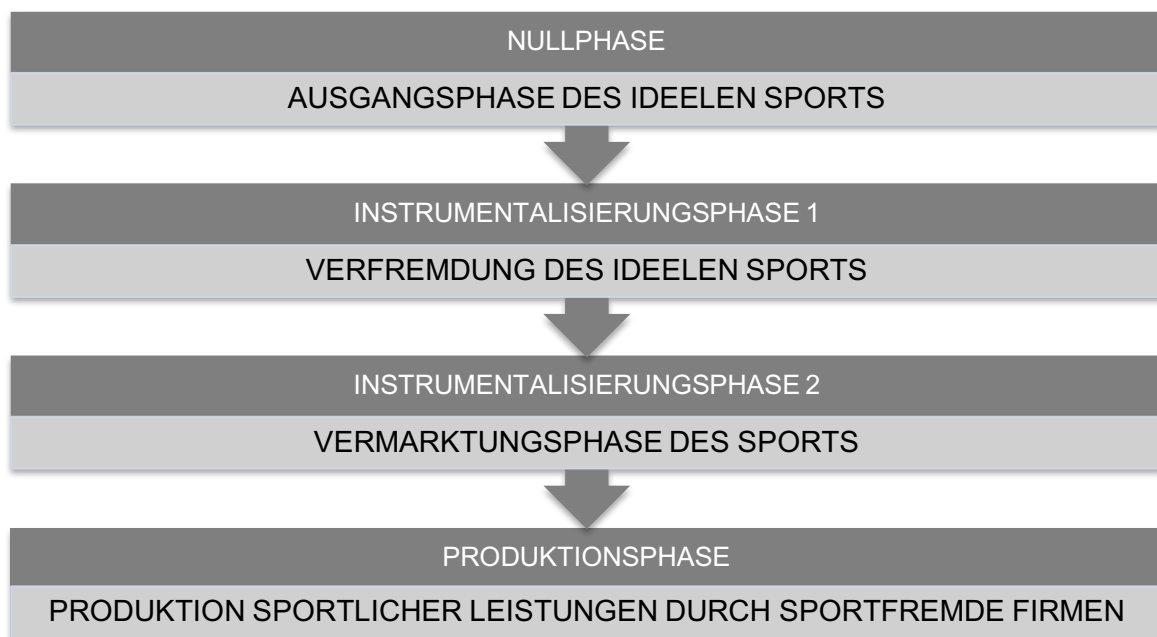 NULLPHASE
AUSGANGSPHASE DES IDEELEN SPORTS
INSTRUMENTALISIERUNGSPHASE 1
VERFREMDUNG DES IDEELEN SPORTS
INSTRUMENTALISIERUNGSPHASE 2
VERMARKTUNGSPHASE DES SPORTS
PRODUKTIONSPHASE
PRODUKTION SPORTLICHER LEISTUNGEN DURCH SPORTFREMDE FIRMEN